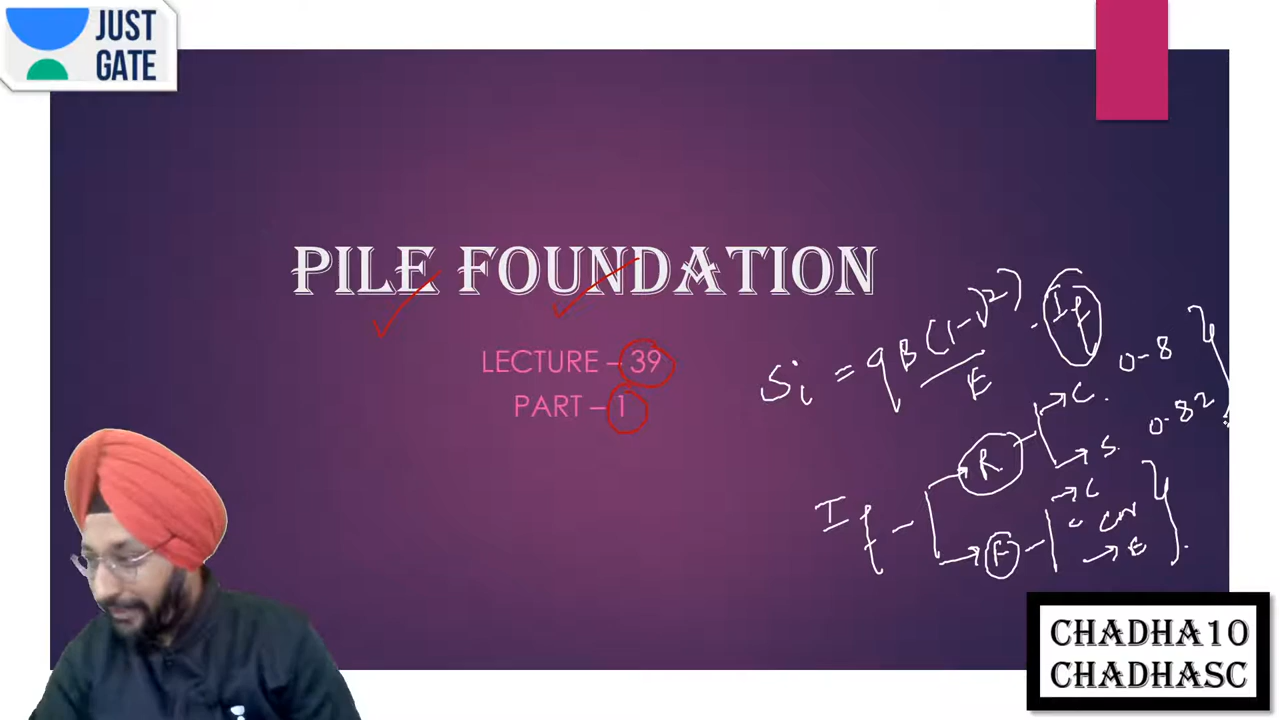 JUST
GATE
PILE FOUNDATION
LECTURE – 39
PART – 1
Si = qB(1-ν²)/E . If
If
R
C. 0.8
S. 0.82
F
C
Cor
E
CHADHA10
CHADHASC